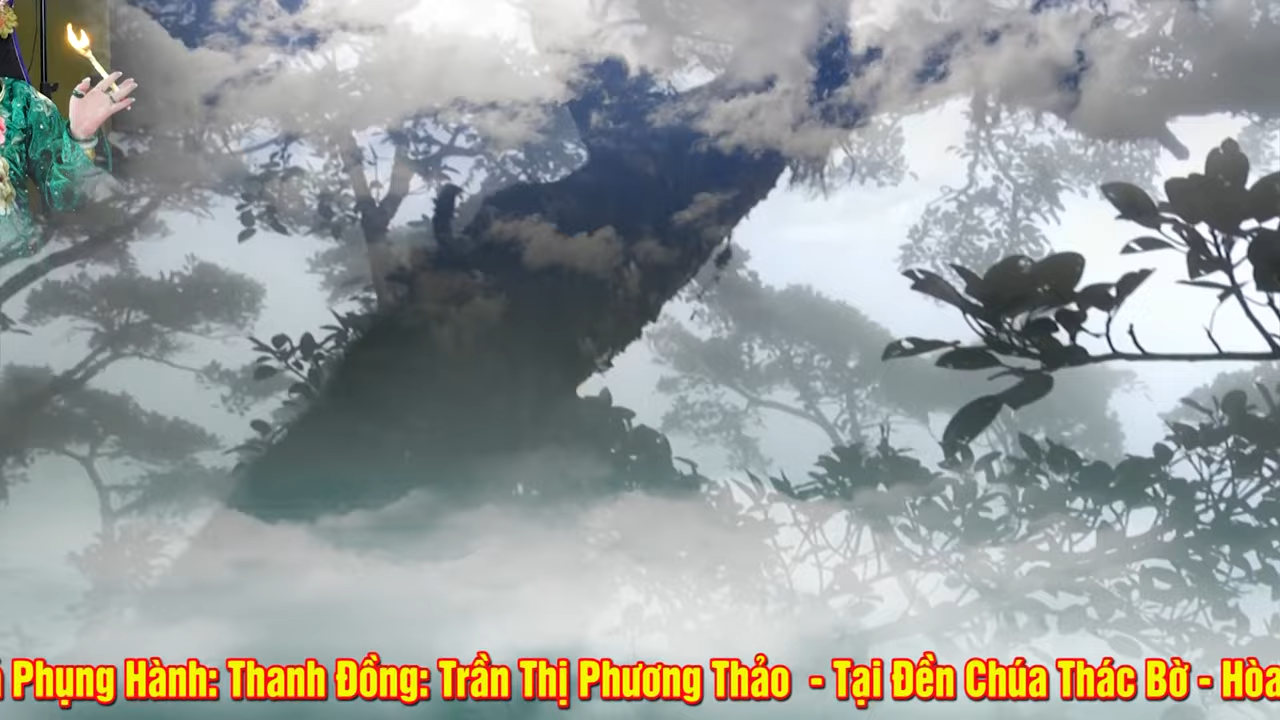 Phụng Hành: Thanh Đồng: Trần Thị Phương Thảo - Tại Đền Chúa Thác Bờ - Hòa